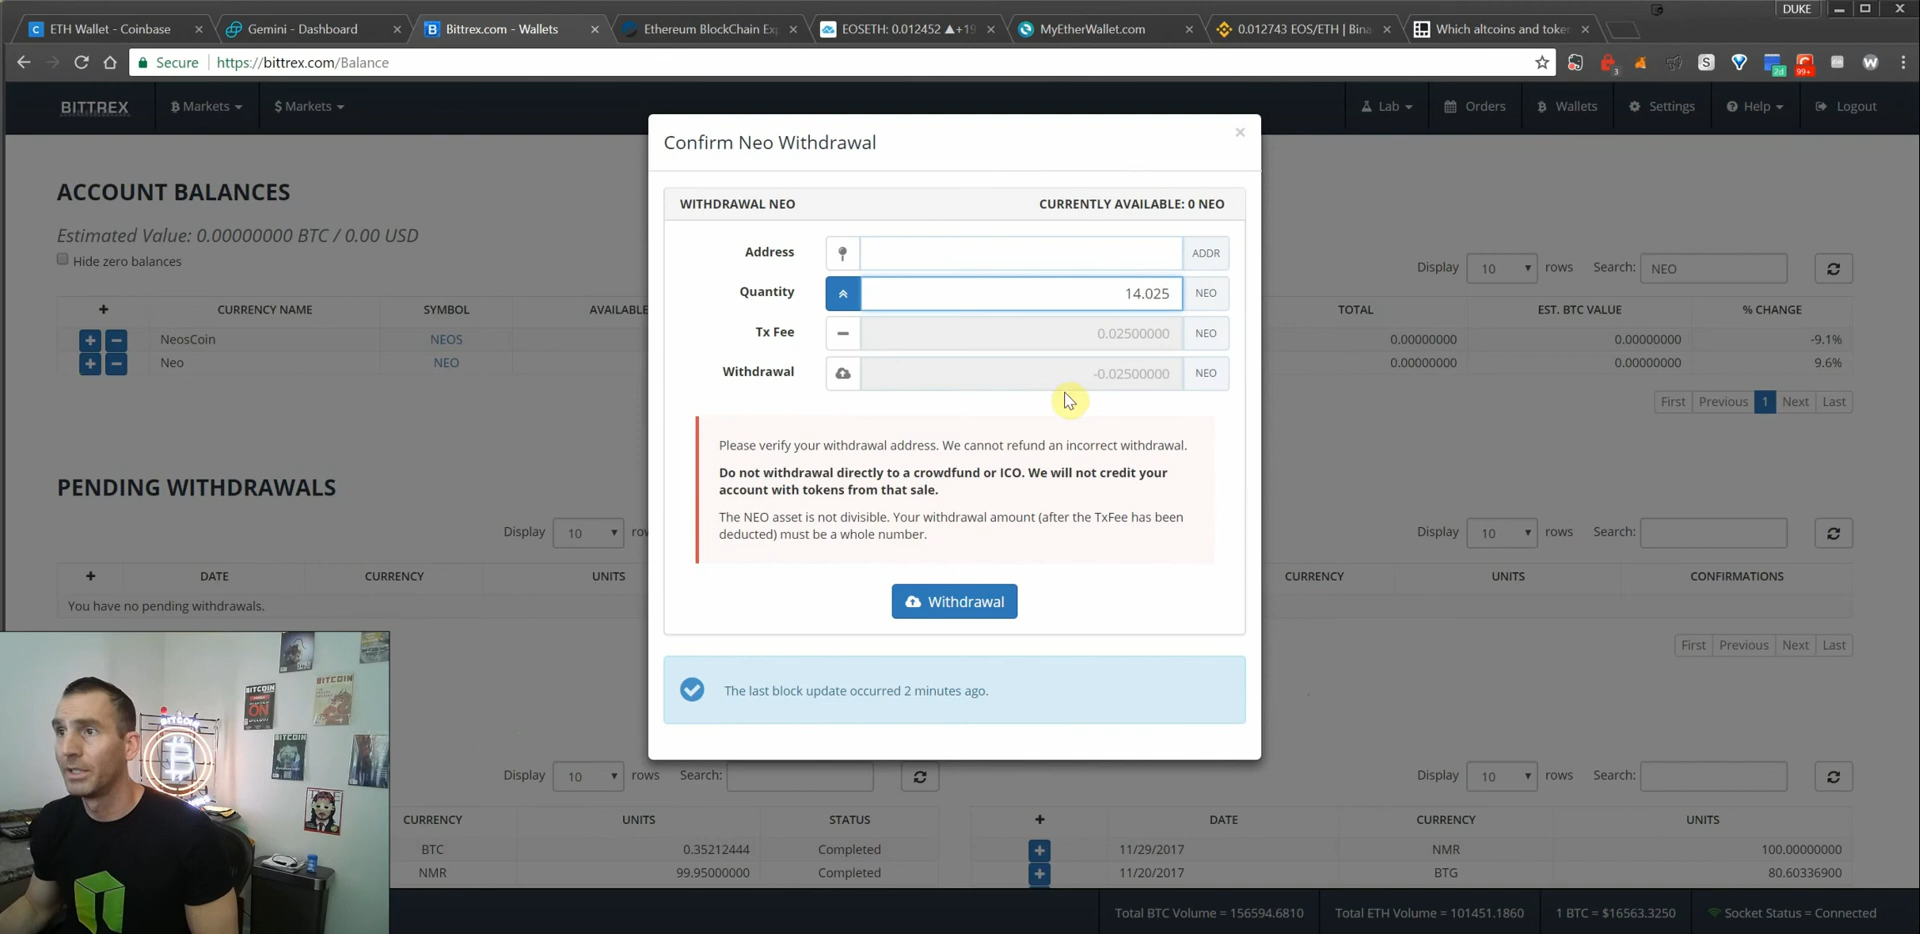 DUKE
ETH Wallet - Coinbase
Gemini - Dashboard
Bittrex.com - Wallets
Ethereum BlockChain Exp
EOSETH: 0.012452 ▲+19
MyEtherWallet.com
0.012743 EOS/ETH | Bina
Which altcoins and toke
Secure
https://bittrex.com/Balance
3
S
2d
99+
W
BITTREX
B Markets
$ Markets
Lab
Orders
B Wallets
Settings
Help
Logout
Confirm Neo Withdrawal
×
ACCOUNT BALANCES
Estimated Value: 0.00000000 BTC / 0.00 USD
Hide zero balances
Display 10 rows Search: NEO
+ CURRENCY NAME SYMBOL AVAILABLE TOTAL EST. BTC VALUE % CHANGE
+ − NeosCoin NEOS 0.00000000 0.00000000 -9.1%
+ − Neo NEO 0.00000000 0.00000000 9.6%
First Previous 1 Next Last
WITHDRAWAL NEO CURRENTLY AVAILABLE: 0 NEO
Address ADDR
Quantity 14.025 NEO
Tx Fee 0.02500000 NEO
Withdrawal -0.02500000 NEO
Please verify your withdrawal address. We cannot refund an incorrect withdrawal.
Do not withdrawal directly to a crowdfund or ICO. We will not credit your
account with tokens from that sale.
The NEO asset is not divisible. Your withdrawal amount (after the TxFee has been
deducted) must be a whole number.
Withdrawal
The last block update occurred 2 minutes ago.
PENDING WITHDRAWALS
Display 10 row
Display 10 rows Search:
+ DATE CURRENCY UNITS
CURRENCY UNITS CONFIRMATIONS
You have no pending withdrawals.
First Previous Next Last
Display 10 rows Search:
Display 10 rows Search:
CURRENCY UNITS STATUS
BTC 0.35212444 Completed
NMR 99.95000000 Completed
+ DATE CURRENCY UNITS
+ 11/29/2017 NMR 100.00000000
+ 11/20/2017 BTG 80.60336900
BITCOIN
ON
BITCOIN
BITCOIN
B
Total BTC Volume = 156594.6810
Total ETH Volume = 101451.1860
1 BTC = $16563.3250
Socket Status = Connected